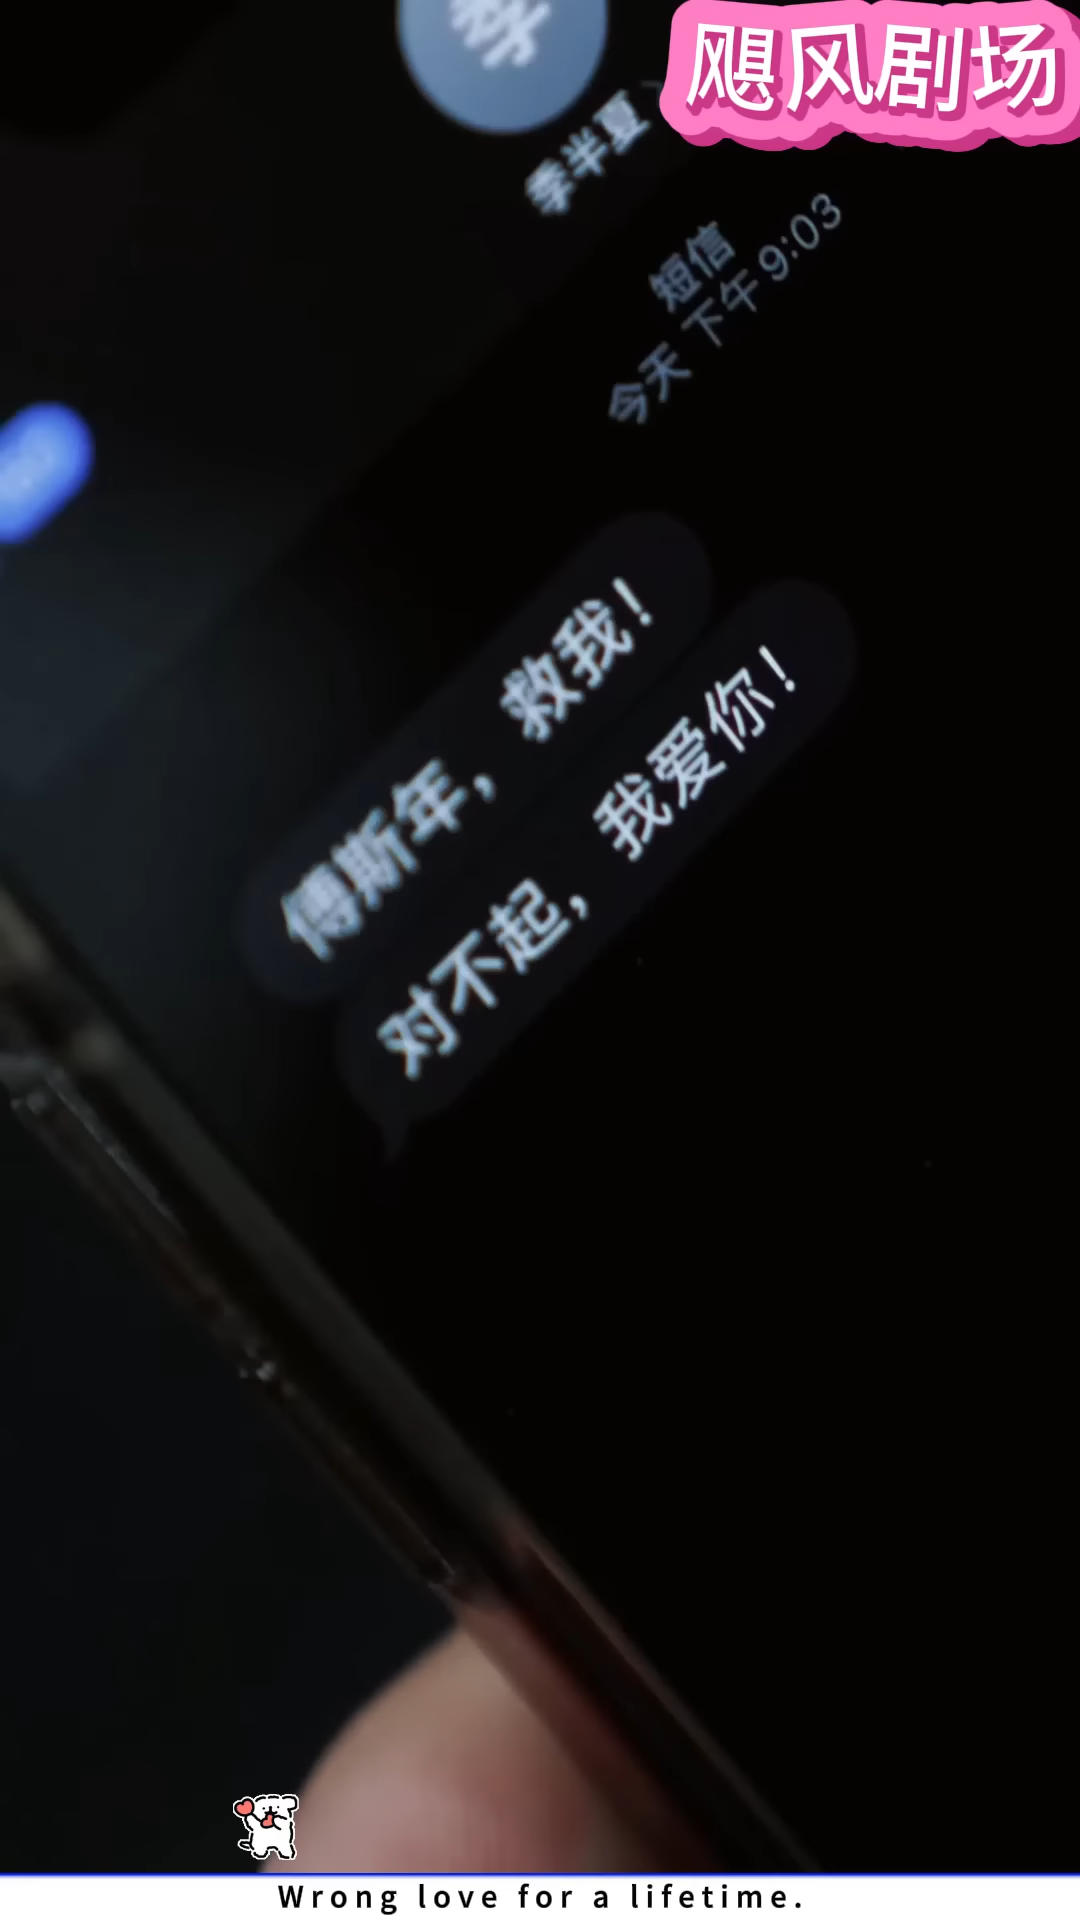 飓风剧场
季
季半夏
短信
今天 下午 9:03
傅斯年，救我！
对不起，我爱你！
Wrong love for a lifetime.